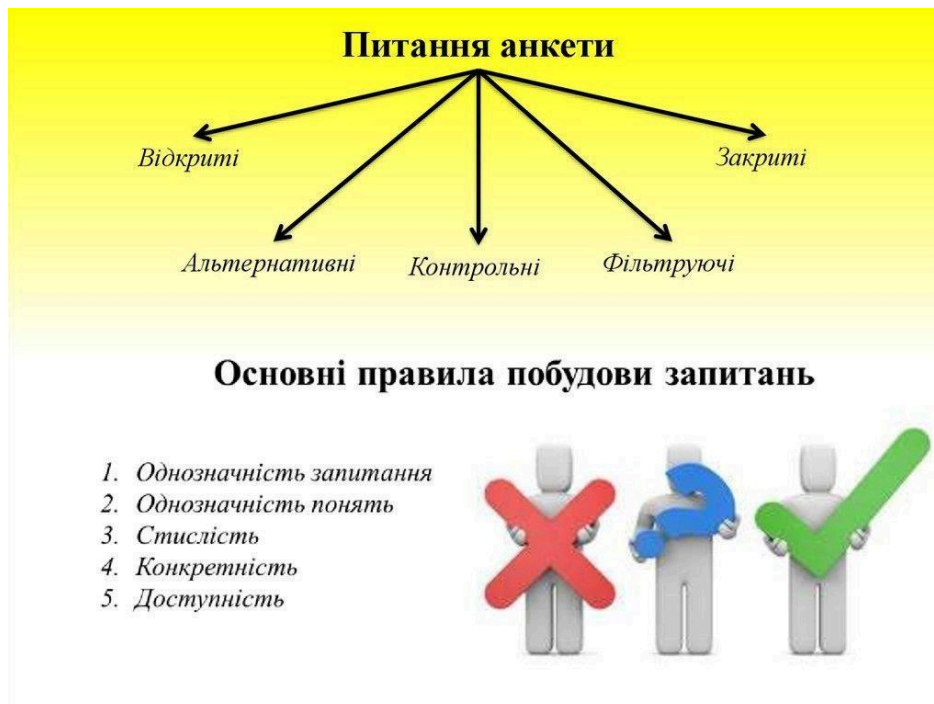 Питання анкети
Відкриті
Закриті
Альтернативні
Контрольні
Фільтруючі
Основні правила побудови запитань
1. Однозначність запитання
2. Однозначність понять
3. Стислість
4. Конкретність
5. Доступність